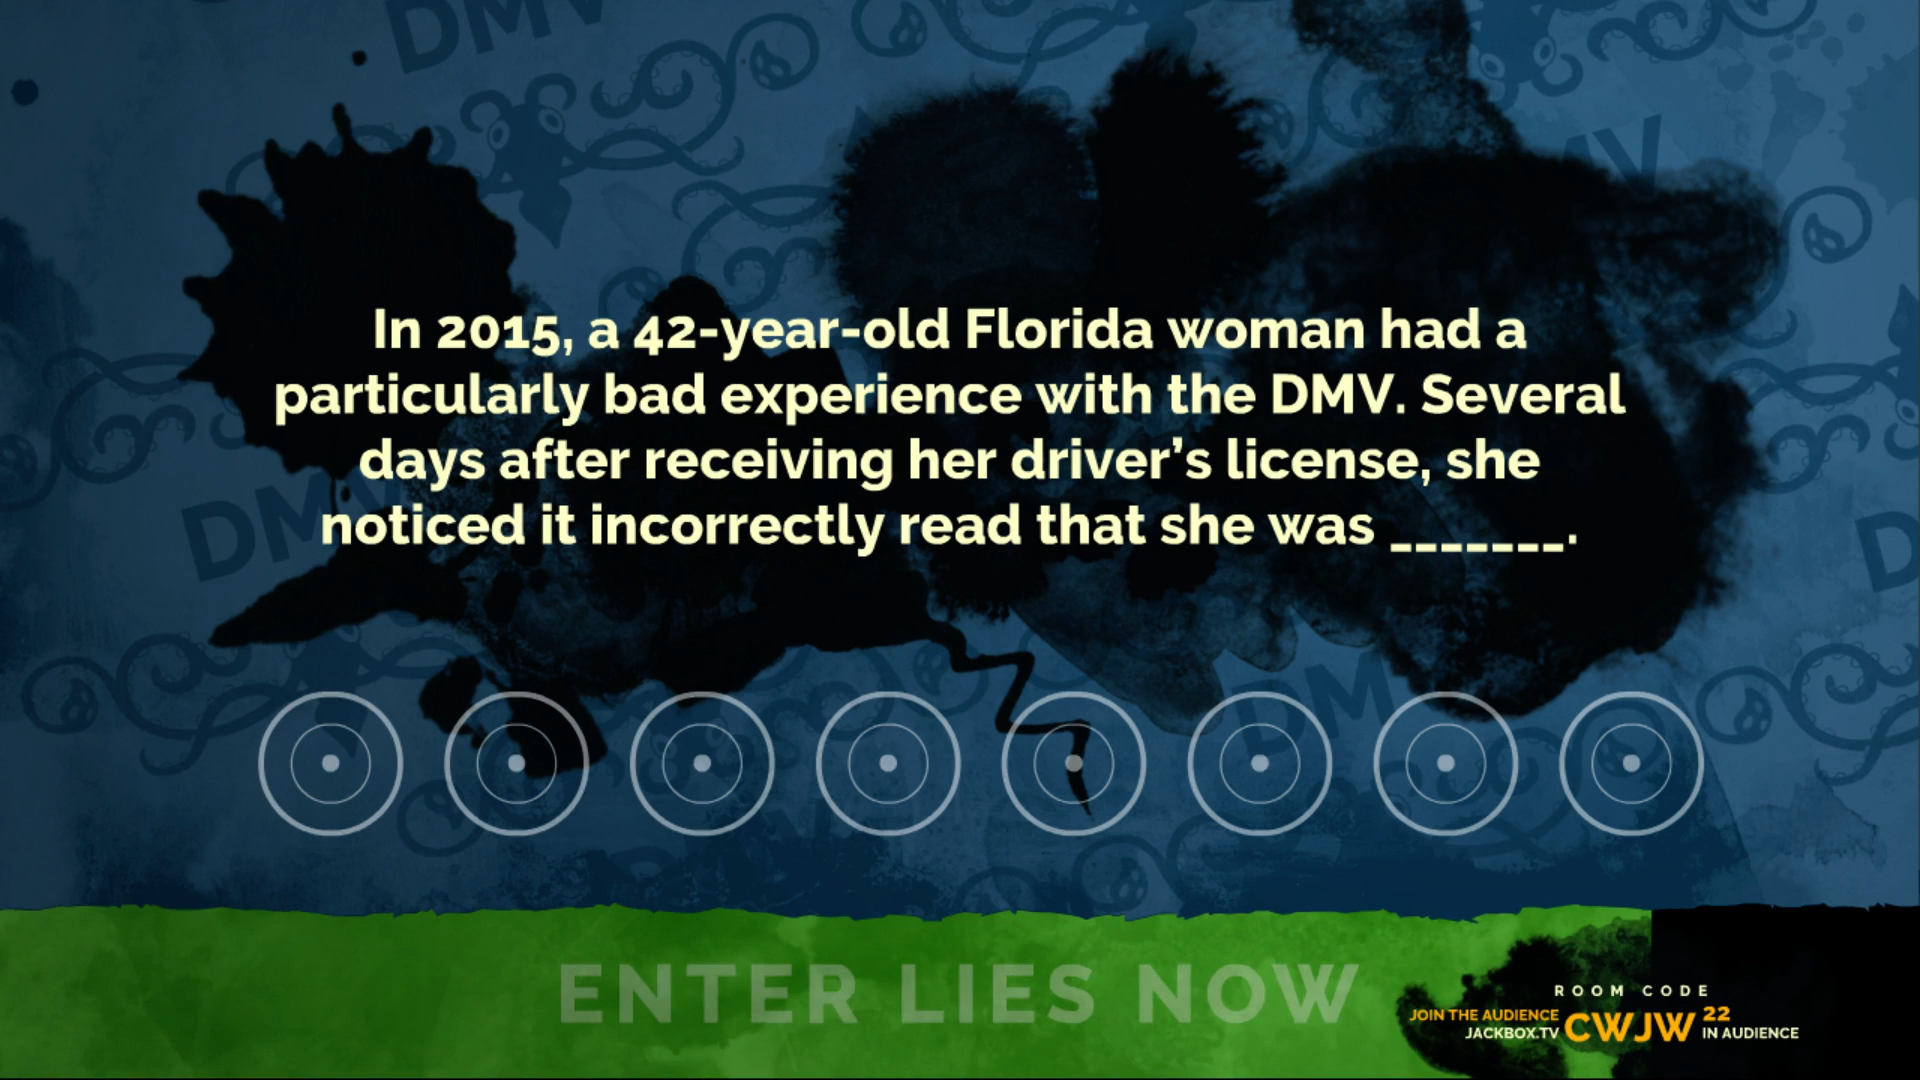 DMV
In 2015, a 42-year-old Florida woman had a
particularly bad experience with the DMV. Several
days after receiving her driver’s license, she
noticed it incorrectly read that she was _______.
DM
ENTER LIES NOW
ROOM CODE
JOIN THE AUDIENCE
JACKBOX.TV
CWJW
22
IN AUDIENCE